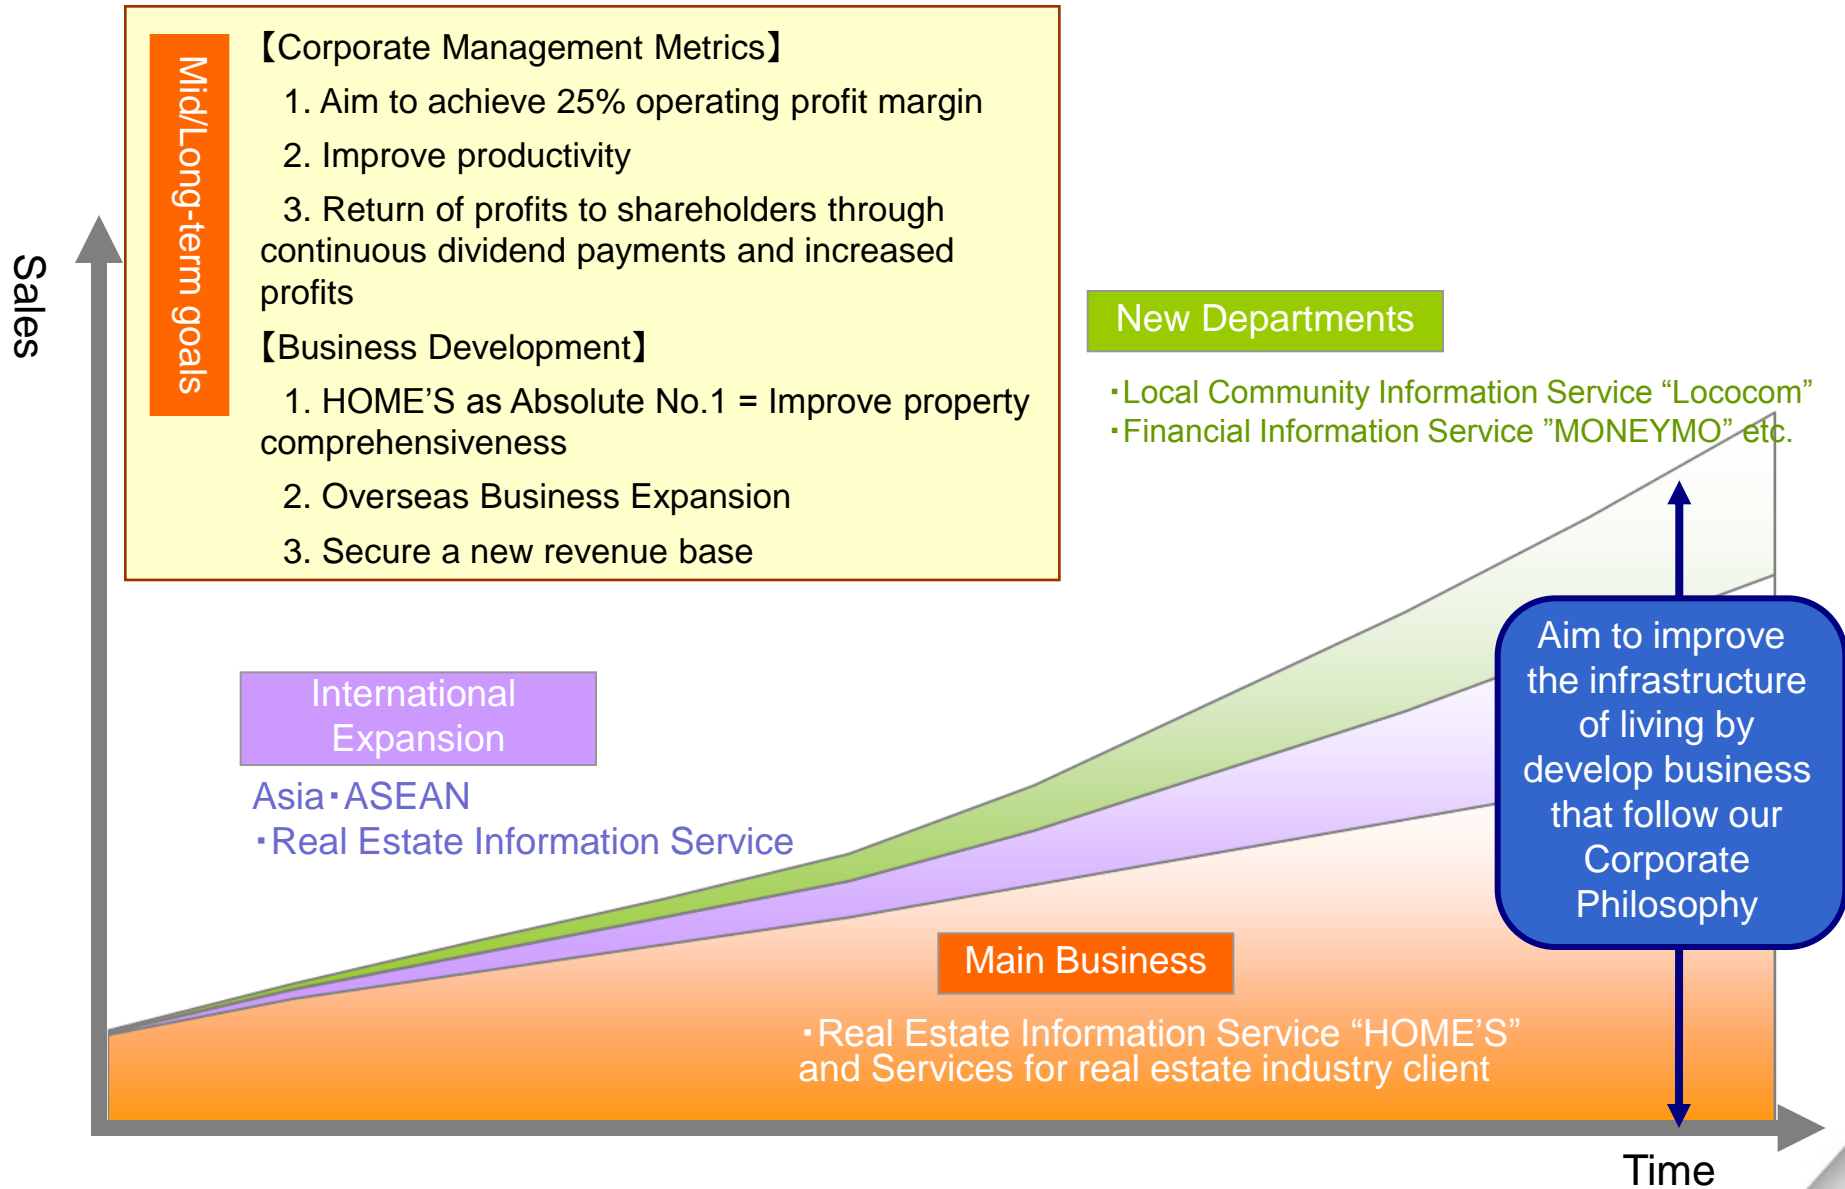 Mid/Long-term goals
【Corporate Management Metrics】
1. Aim to achieve 25% operating profit margin
2. Improve productivity
3. Return of profits to shareholders through
continuous dividend payments and increased
profits
【Business Development】
1. HOME’S as Absolute No.1 = Improve property
comprehensiveness
2. Overseas Business Expansion
3. Secure a new revenue base
Sales
New Departments
・Local Community Information Service “Lococom”
・Financial Information Service ”MONEYMO” etc.
International
Expansion
Asia・ASEAN
・Real Estate Information Service
Aim to improve
the infrastructure
of living by
develop business
that follow our
Corporate
Philosophy
Main Business
・Real Estate Information Service “HOME’S”
and Services for real estate industry client
Time